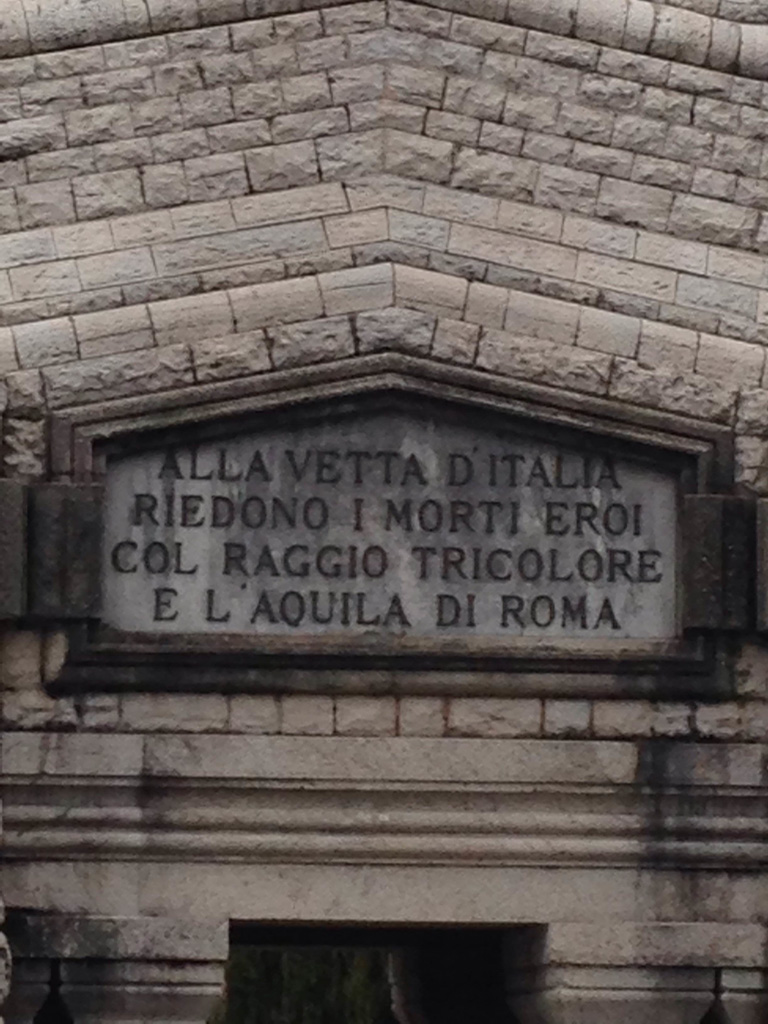 ALLA VETTA D'ITALIA
RIEDONO I MORTI EROI
COL RAGGIO TRICOLORE
E L'AQUILA DI ROMA